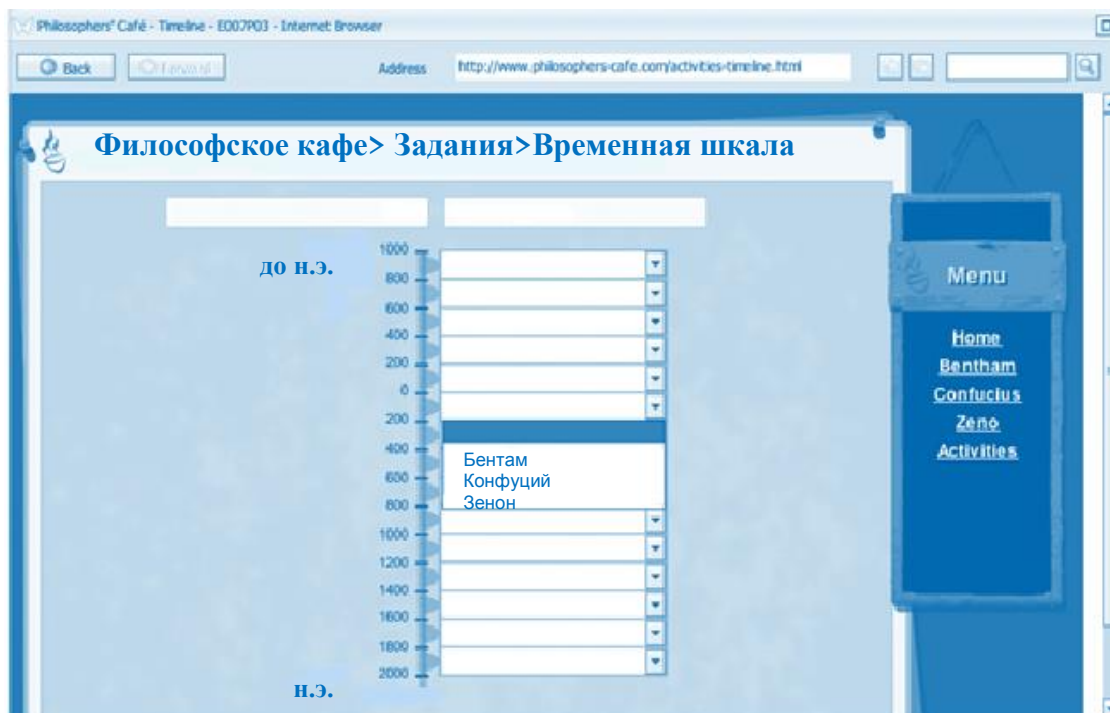 Philosophers' Café - Timeline - E007P03 - Internet Browser
Back Forward Address http://www.philosophers-cafe.com/activities-timeline.html
Философское кафе> Задания>Временная шкала
до н.э.
1000
800
600
400
200
0
200
400
600
800
1000
1200
1400
1600
1800
2000
н.э.
Бентам
Конфуций
Зенон
Menu
Home
Bentham
Confucius
Zeno
Activities